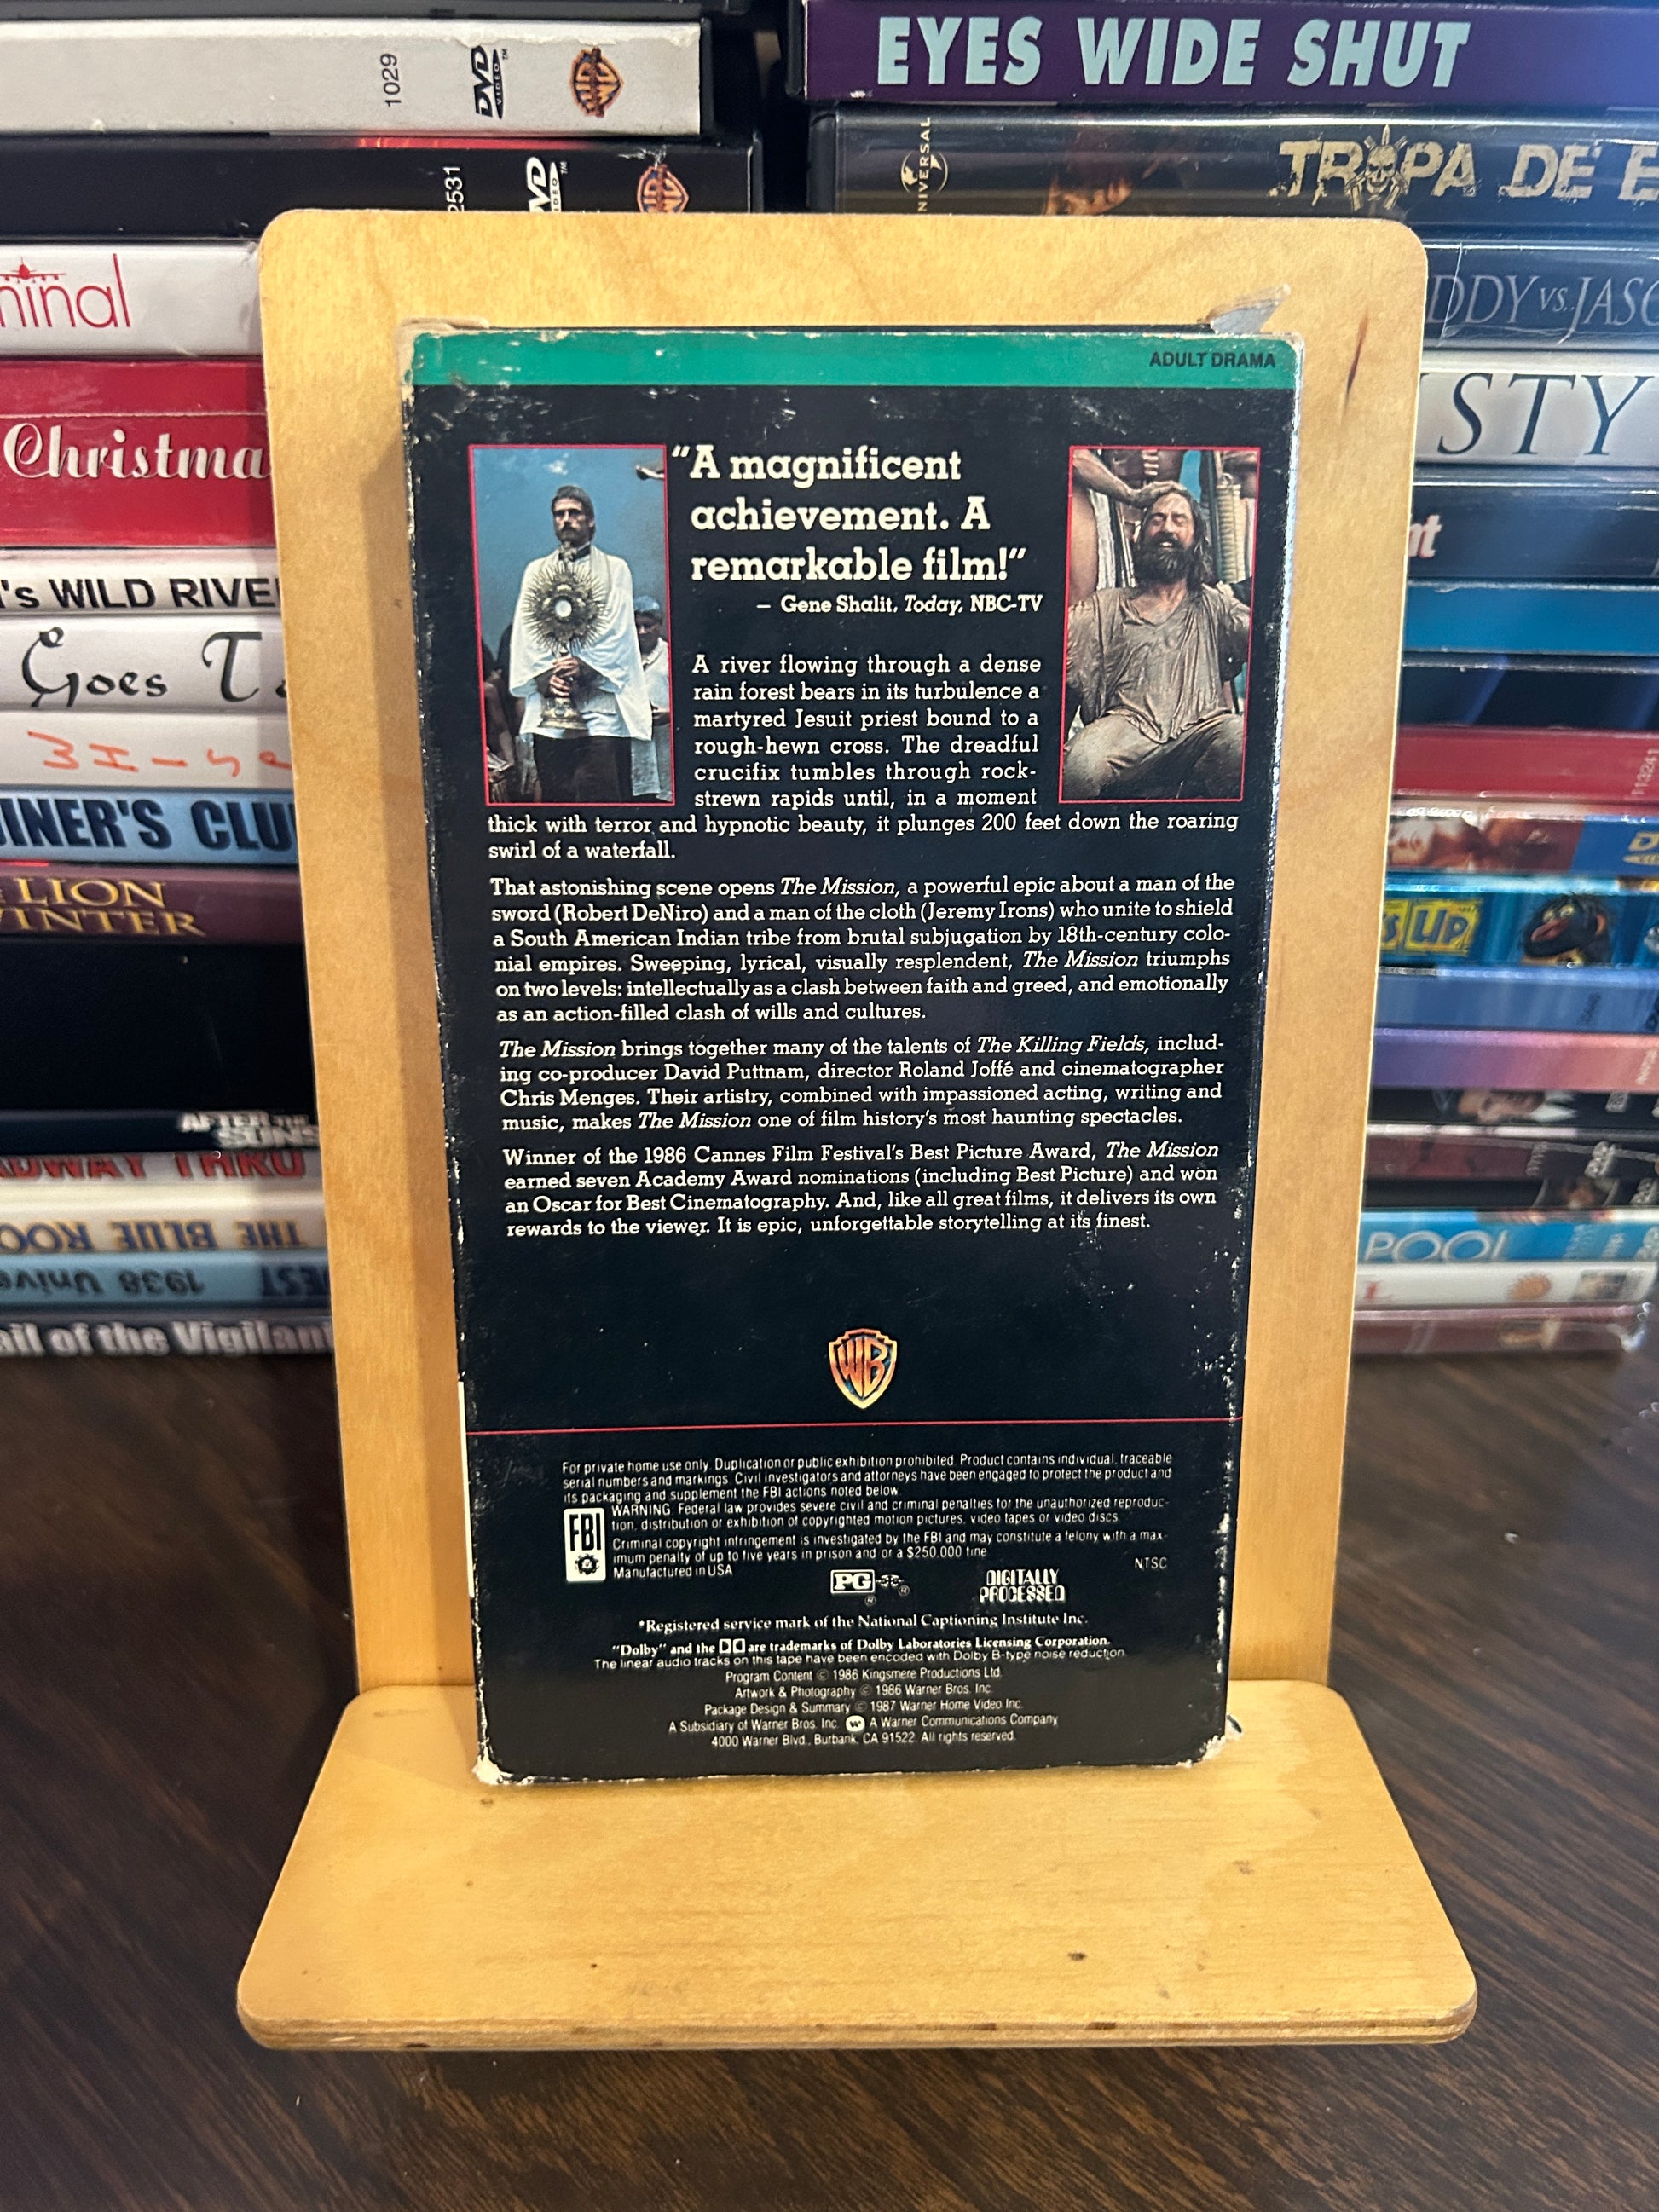 1029
DVD
VIDEO
EYES WIDE SHUT
2531
UNIVERSAL
TROPA DE E
minal
DDY VS. JASO
Christma
STY
's WILD RIVE
nt
Goes T
11324
INER'S CLU
LION
INTER
S UP
AFTER THE
SUNS
ADWAY THRU
THE BLUE ROO
POOL
1938 Unive
EST
ail of the Vigilan
ADULT DRAMA
“A magnificent
achievement. A
remarkable film!“
– Gene Shalit, Today, NBC-TV
A river flowing through a dense
rain forest bears in its turbulence a
martyred Jesuit priest bound to a
rough-hewn cross. The dreadful
crucifix tumbles through rock-
strewn rapids until, in a moment
thick with terror and hypnotic beauty, it plunges 200 feet down the roaring
swirl of a waterfall.
That astonishing scene opens The Mission, a powerful epic about a man of the
sword (Robert DeNiro) and a man of the cloth (Jeremy Irons) who unite to shield
a South American Indian tribe from brutal subjugation by 18th-century colo-
nial empires. Sweeping, lyrical, visually resplendent, The Mission triumphs
on two levels: intellectually as a clash between faith and greed, and emotionally
as an action-filled clash of wills and cultures.
The Mission brings together many of the talents of The Killing Fields, includ-
ing co-producer David Puttnam, director Roland Joffé and cinematographer
Chris Menges. Their artistry, combined with impassioned acting, writing and
music, makes The Mission one of film history's most haunting spectacles.
Winner of the 1986 Cannes Film Festival's Best Picture Award, The Mission
earned seven Academy Award nominations (including Best Picture) and won
an Oscar for Best Cinematography. And, like all great films, it delivers its own
rewards to the viewer. It is epic, unforgettable storytelling at its finest.
WB
For private home use only. Duplication or public exhibition prohibited. Product contains individual, traceable
serial numbers and markings. Civil investigators and attorneys have been engaged to protect the product and
its packaging and supplement the FBI actions noted below
FBI
WARNING. Federal law provides severe civil and criminal penalties for the unauthorized reproduc-
tion, distribution or exhibition of copyrighted motion pictures, video tapes or video discs.
Criminal copyright infringement is investigated by the FBI and may constitute a felony with a max-
imum penalty of up to five years in prison and or a $250,000 fine
Manufactured in USA
NTSC
PG
DIGITALLY
PROCESSED
*Registered service mark of the National Captioning Institute Inc.
"Dolby" and the are trademarks of Dolby Laboratories Licensing Corporation.
The linear audio tracks on this tape have been encoded with Dolby B-type noise reduction.
Program Content © 1986 Kingsmere Productions Ltd.
Artwork & Photography © 1986 Warner Bros. Inc.
Package Design & Summary © 1987 Warner Home Video Inc.
A Subsidiary of Warner Bros. Inc. A Warner Communications Company
4000 Warner Blvd., Burbank, CA 91522. All rights reserved.